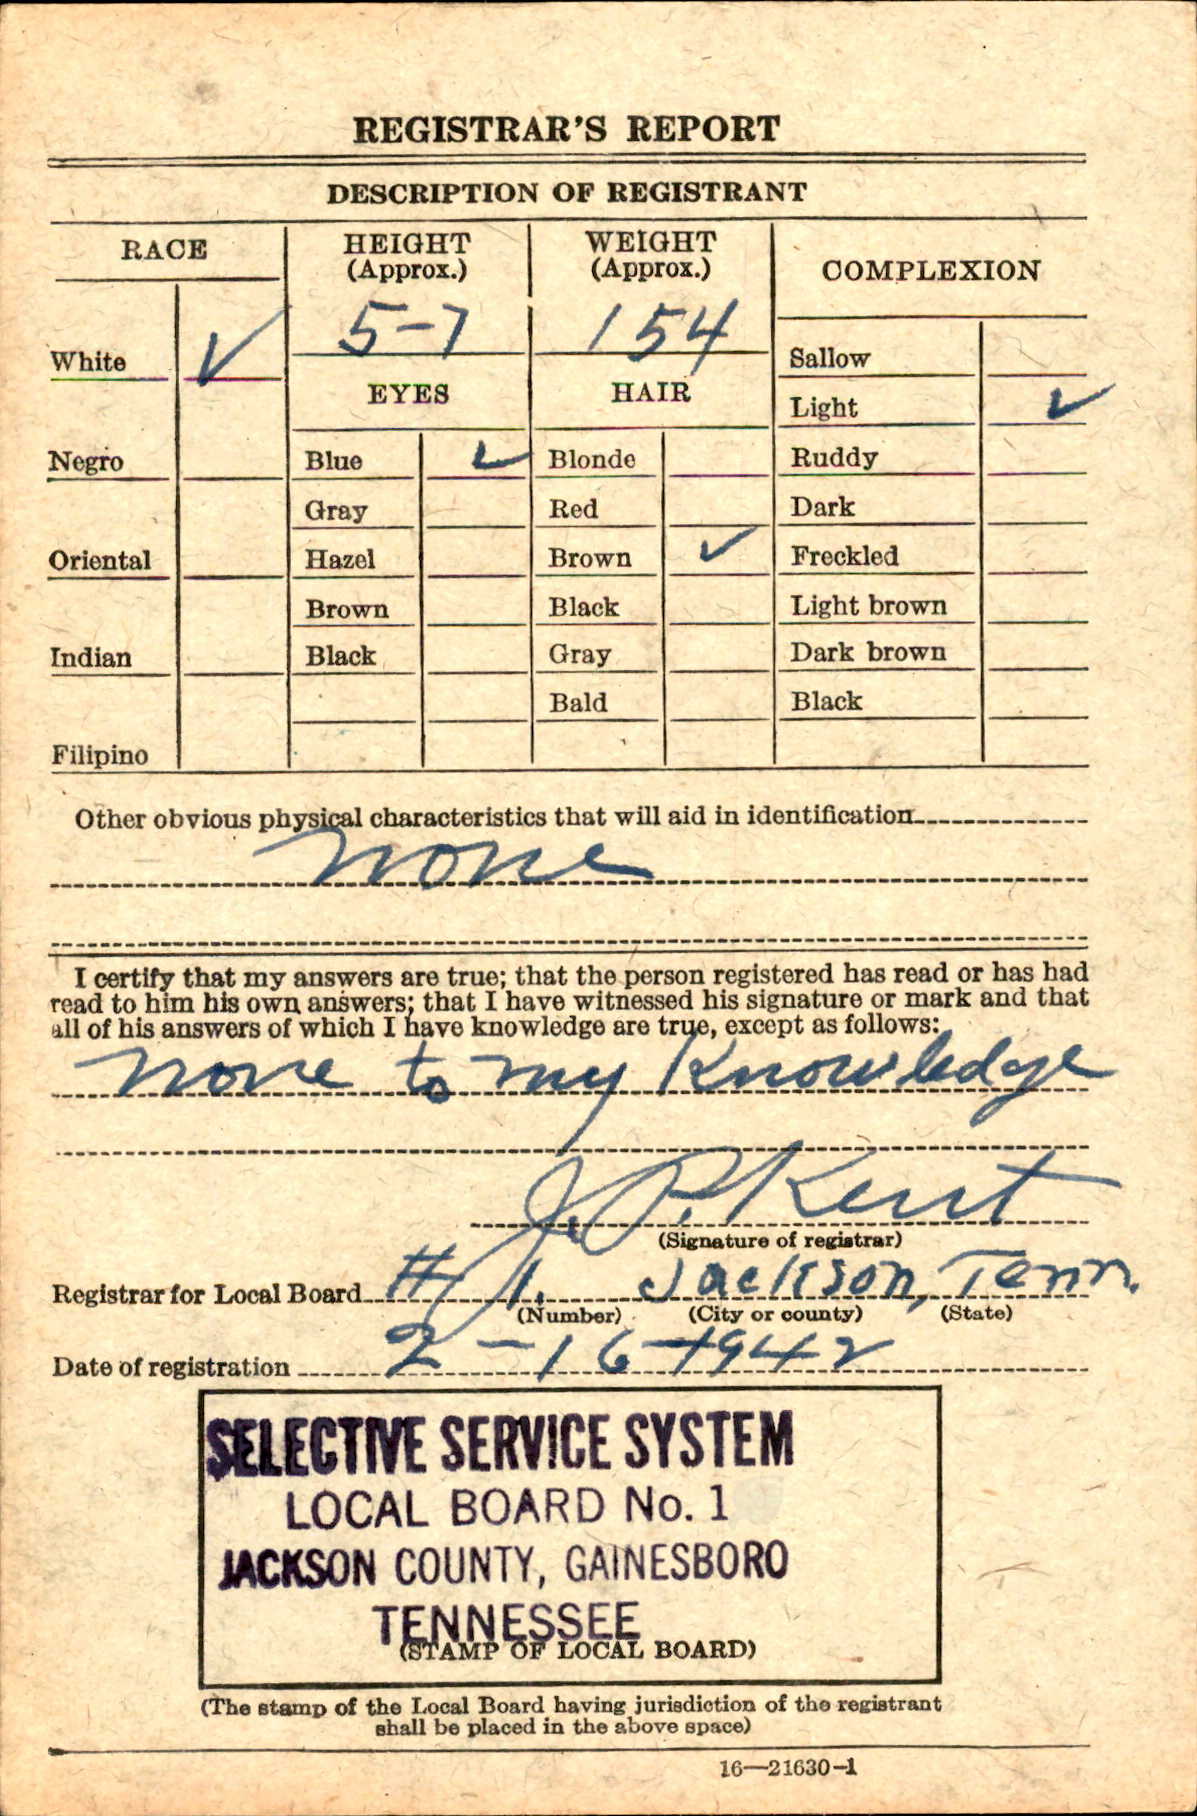 REGISTRAR'S REPORT
DESCRIPTION OF REGISTRANT
RACE
HEIGHT
(Approx.)
WEIGHT
(Approx.)
COMPLEXION
5-7
154
White ✓
Sallow
EYES
HAIR
Light ✓
Negro
Blue ✓
Blonde
Ruddy
Gray
Red
Dark
Oriental
Hazel
Brown ✓
Freckled
Brown
Black
Light brown
Indian
Black
Gray
Dark brown
Bald
Black
Filipino
Other obvious physical characteristics that will aid in identification
none
I certify that my answers are true; that the person registered has read or has had
read to him his own answers; that I have witnessed his signature or mark and that
all of his answers of which I have knowledge are true, except as follows:
none to my Knowledge
J. P. Kent
(Signature of registrar)
Registrar for Local Board # 1. Jackson, Tenn.
(Number) (City or county) (State)
Date of registration 2-16-1942
SELECTIVE SERVICE SYSTEM
LOCAL BOARD No. 1
JACKSON COUNTY, GAINESBORO
TENNESSEE
(STAMP OF LOCAL BOARD)
(The stamp of the Local Board having jurisdiction of the registrant
shall be placed in the above space)
16—21630-1